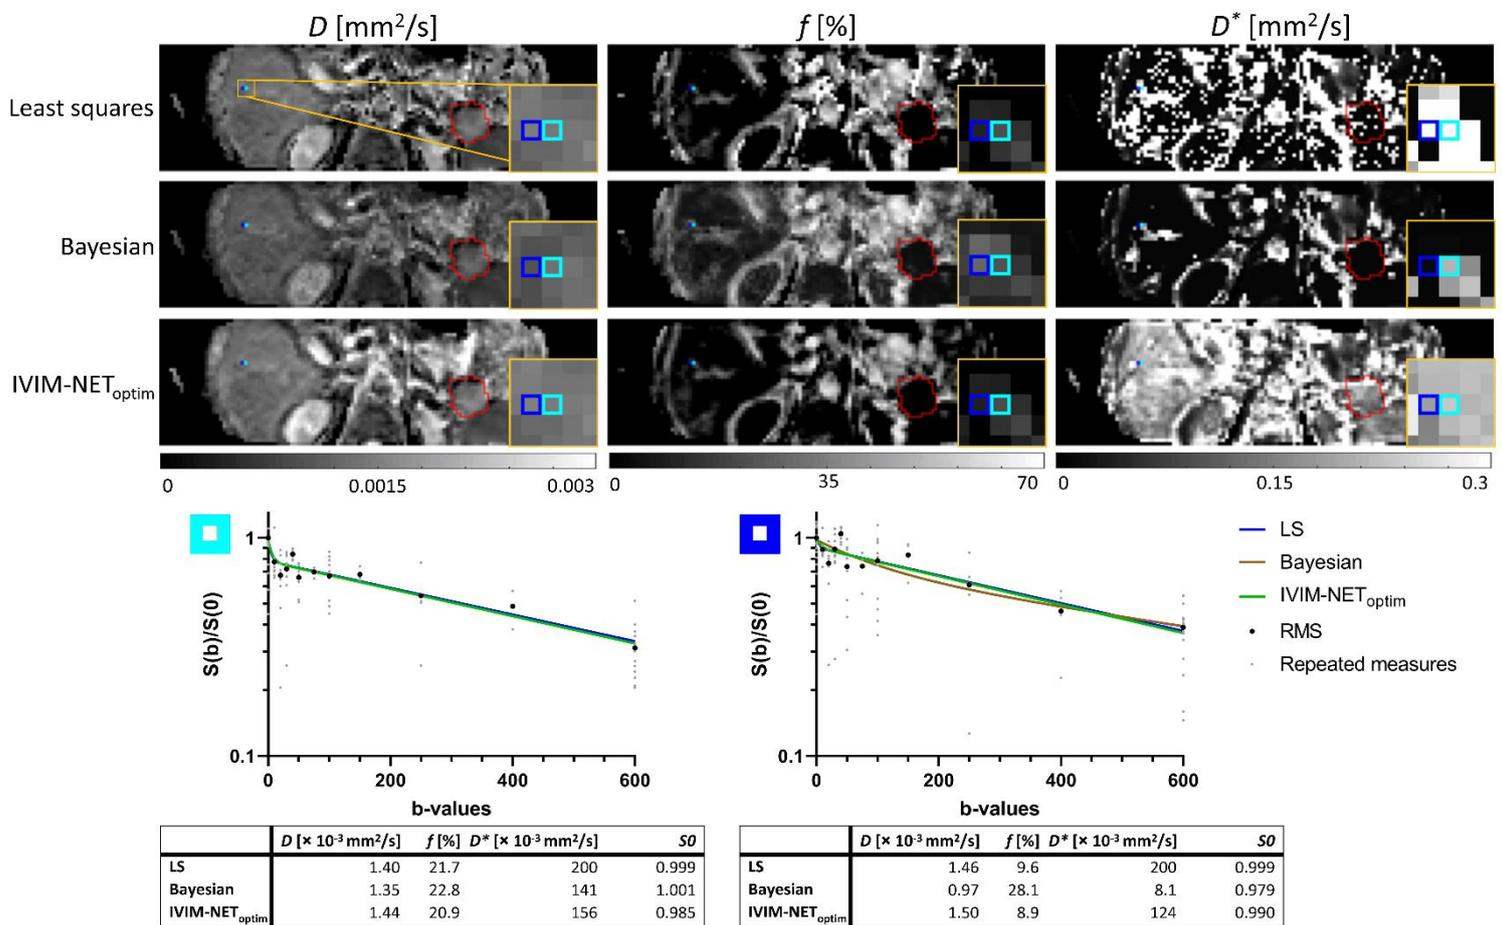 D [mm²/s] f [%] D* [mm²/s]
Least squares
Bayesian
IVIM-NEToptim
0 0.0015 0.003 0 35 70 0 0.15 0.3
1
0.1
S(b)/S(0)
0 200 400 600
b-values
1
0.1
S(b)/S(0)
0 200 400 600
b-values
LS
Bayesian
IVIM-NEToptim
RMS
Repeated measures
D [× 10-3 mm²/s] f [%] D* [× 10-3 mm²/s] S0
LS 1.40 21.7 200 0.999
Bayesian 1.35 22.8 141 1.001
IVIM-NEToptim 1.44 20.9 156 0.985
D [× 10-3 mm²/s] f [%] D* [× 10-3 mm²/s] S0
LS 1.46 9.6 200 0.999
Bayesian 0.97 28.1 8.1 0.979
IVIM-NEToptim 1.50 8.9 124 0.990